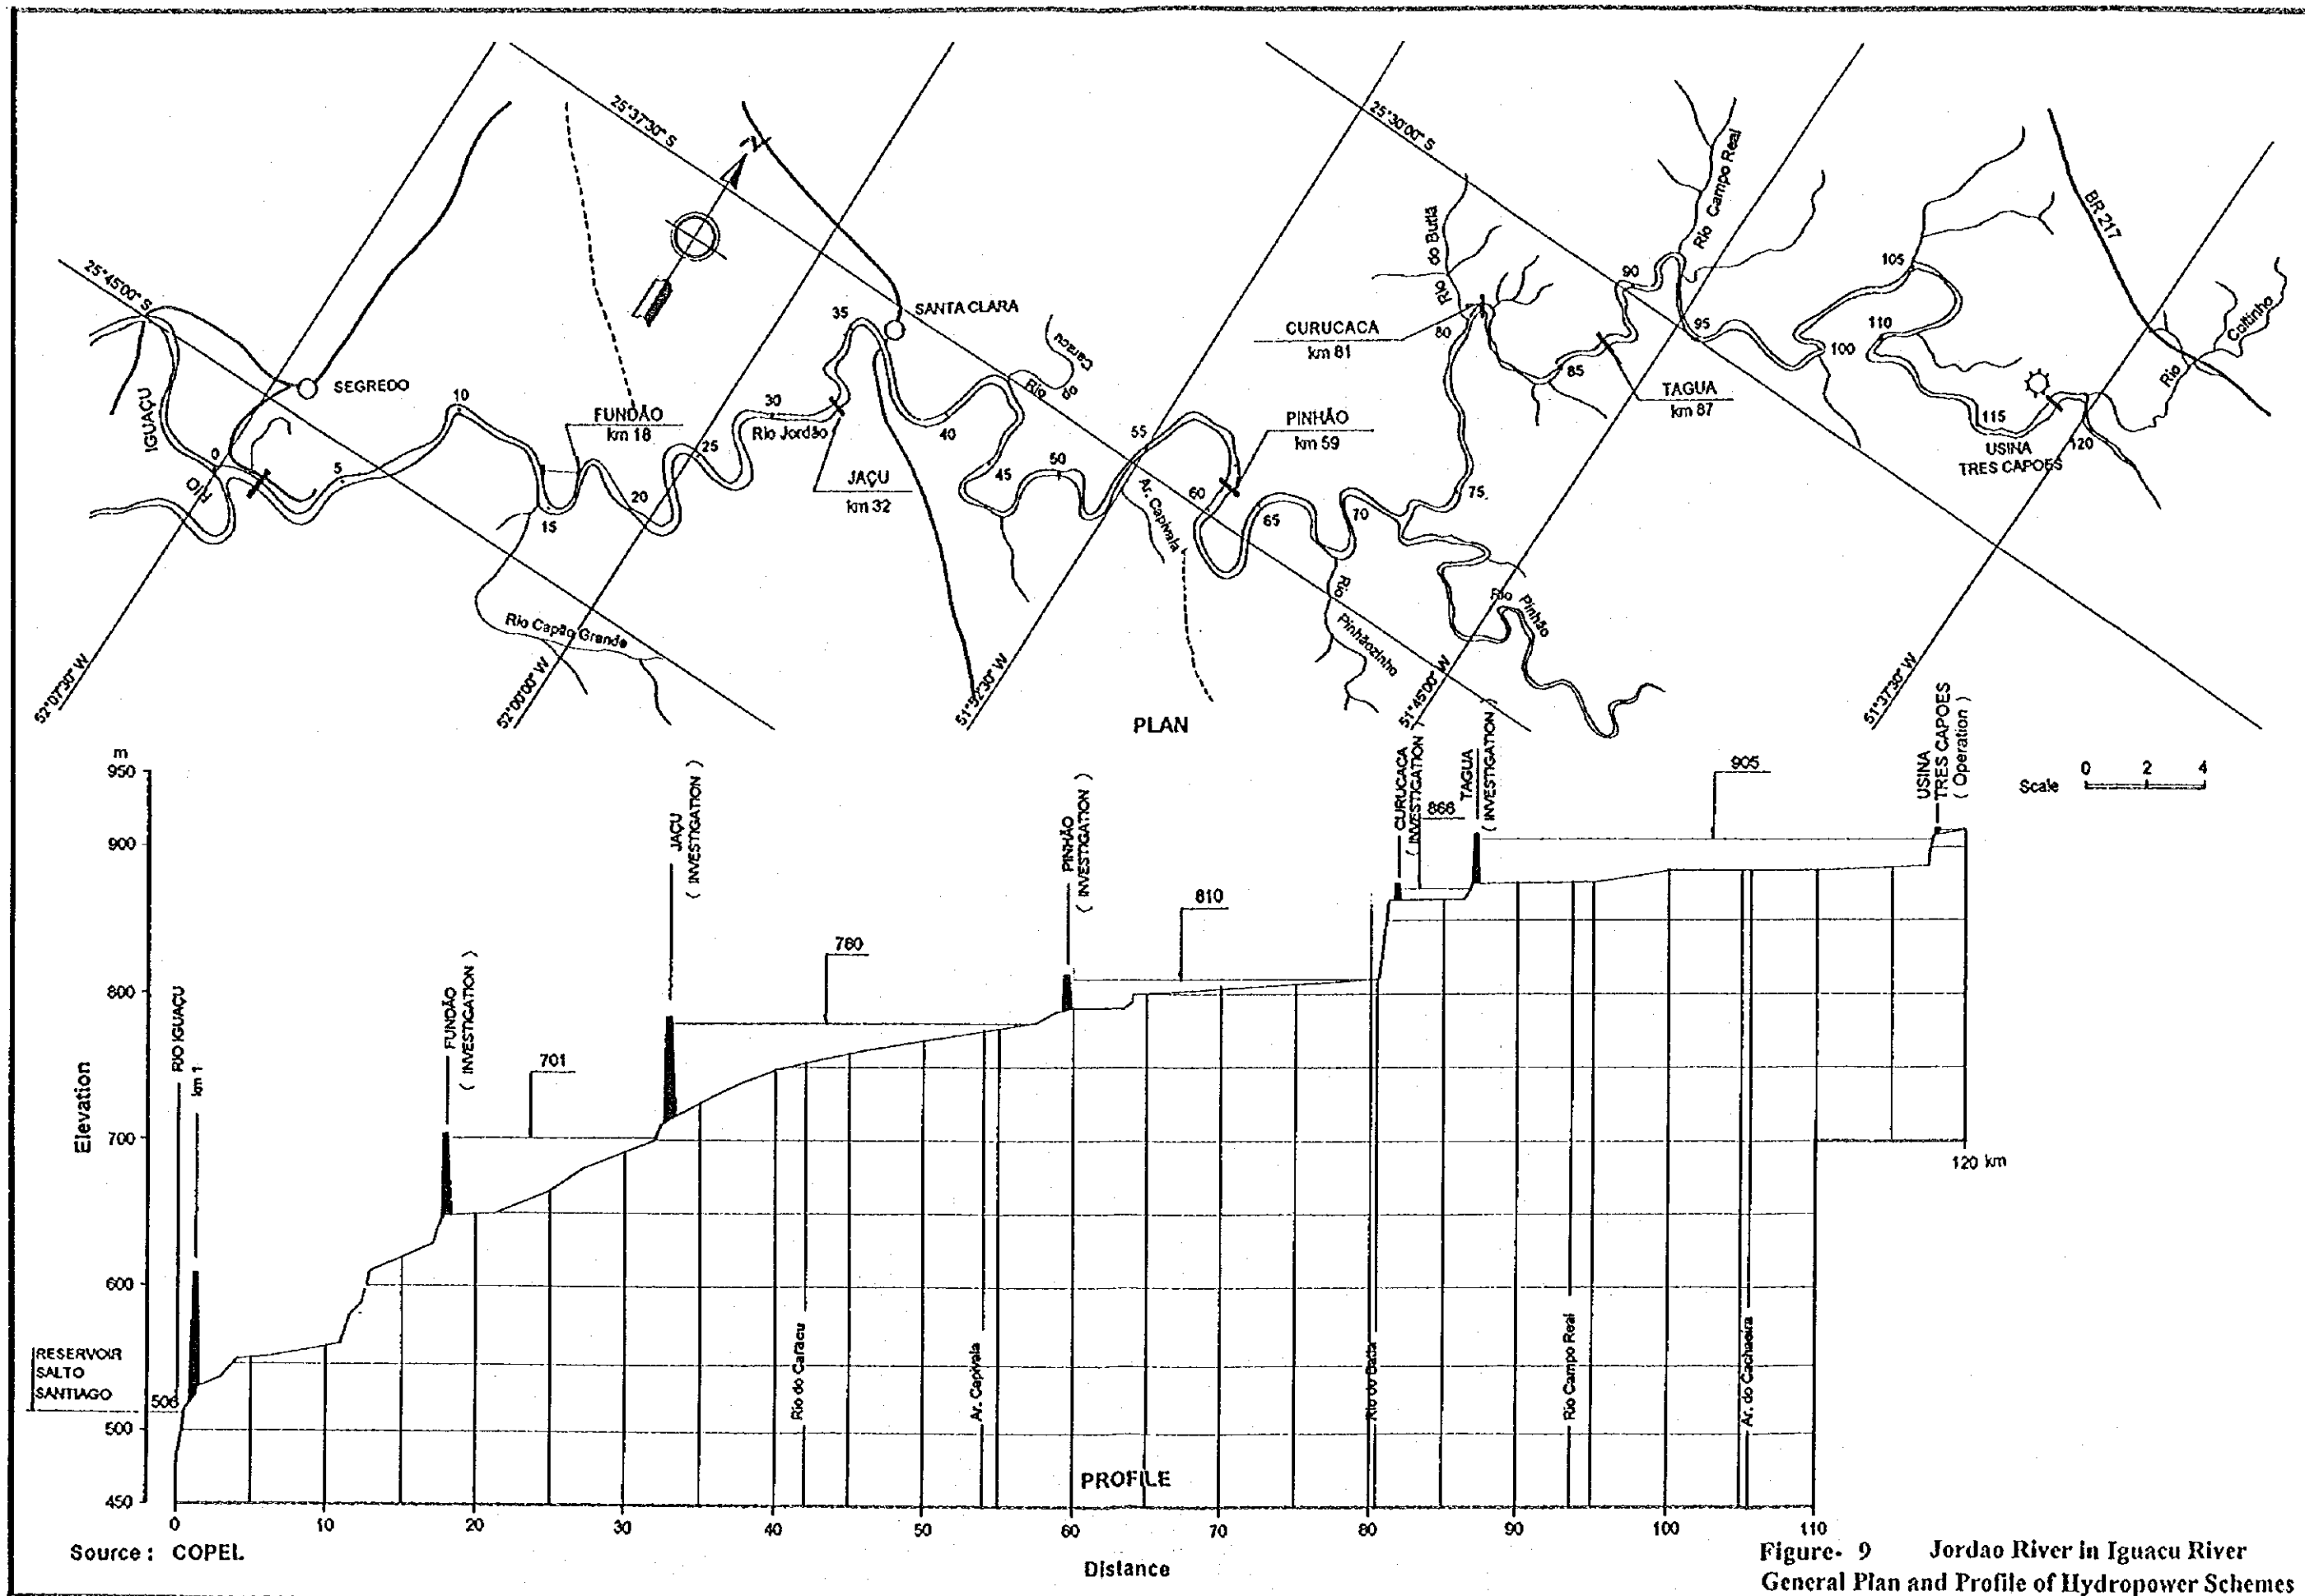 25°37'30" S
25°30'00" S
25°45'00" S
N
SEGREDO
IGUAÇU
RIO
0
5
10
FUNDÃO
km 18
15
20
25
30
Rio Jordão
35
SANTA CLARA
JAÇU
km 32
40
Rio do Caracu
45
50
55
Ar. Capivala
PINHÃO
km 59
60
65
70
75
Rio do Butiá
CURUCACA
km 81
80
85
TAGUA
km 87
90
Rio Campo Real
95
100
105
110
115
120
USINA
TRES CAPOES
BR 217
Rio Coitinho
Rio Capão Grande
Rio Pinhãozinho
Rio Pinhão
52°07'30" W
52°00'00" W
51°52'30" W
51°45'00" W
51°37'30" W
PLAN
Scale 0 2 4
m
950
900
800
700
600
500
450
Elevation
RIO IGUAÇU
km 1
FUNDÃO
( INVESTIGATION )
701
JAÇU
( INVESTIGATION )
780
PINHÃO
( INVESTIGATION )
810
CURUCACA
( INVESTIGATION )
866
TAGUA
( INVESTIGATION )
905
USINA
TRES CAPOES
( Operation )
120 km
RESERVOIR
SALTO
SANTIAGO
506
Rio do Caracu
Ar. Capivala
Rio do Butia
Rio Campo Real
Ar. do Cachoeira
PROFILE
0 10 20 30 40 50 60 70 80 90 100 110
Distance
Source : COPEL
Figure- 9 Jordao River in Iguacu River
General Plan and Profile of Hydropower Schemes